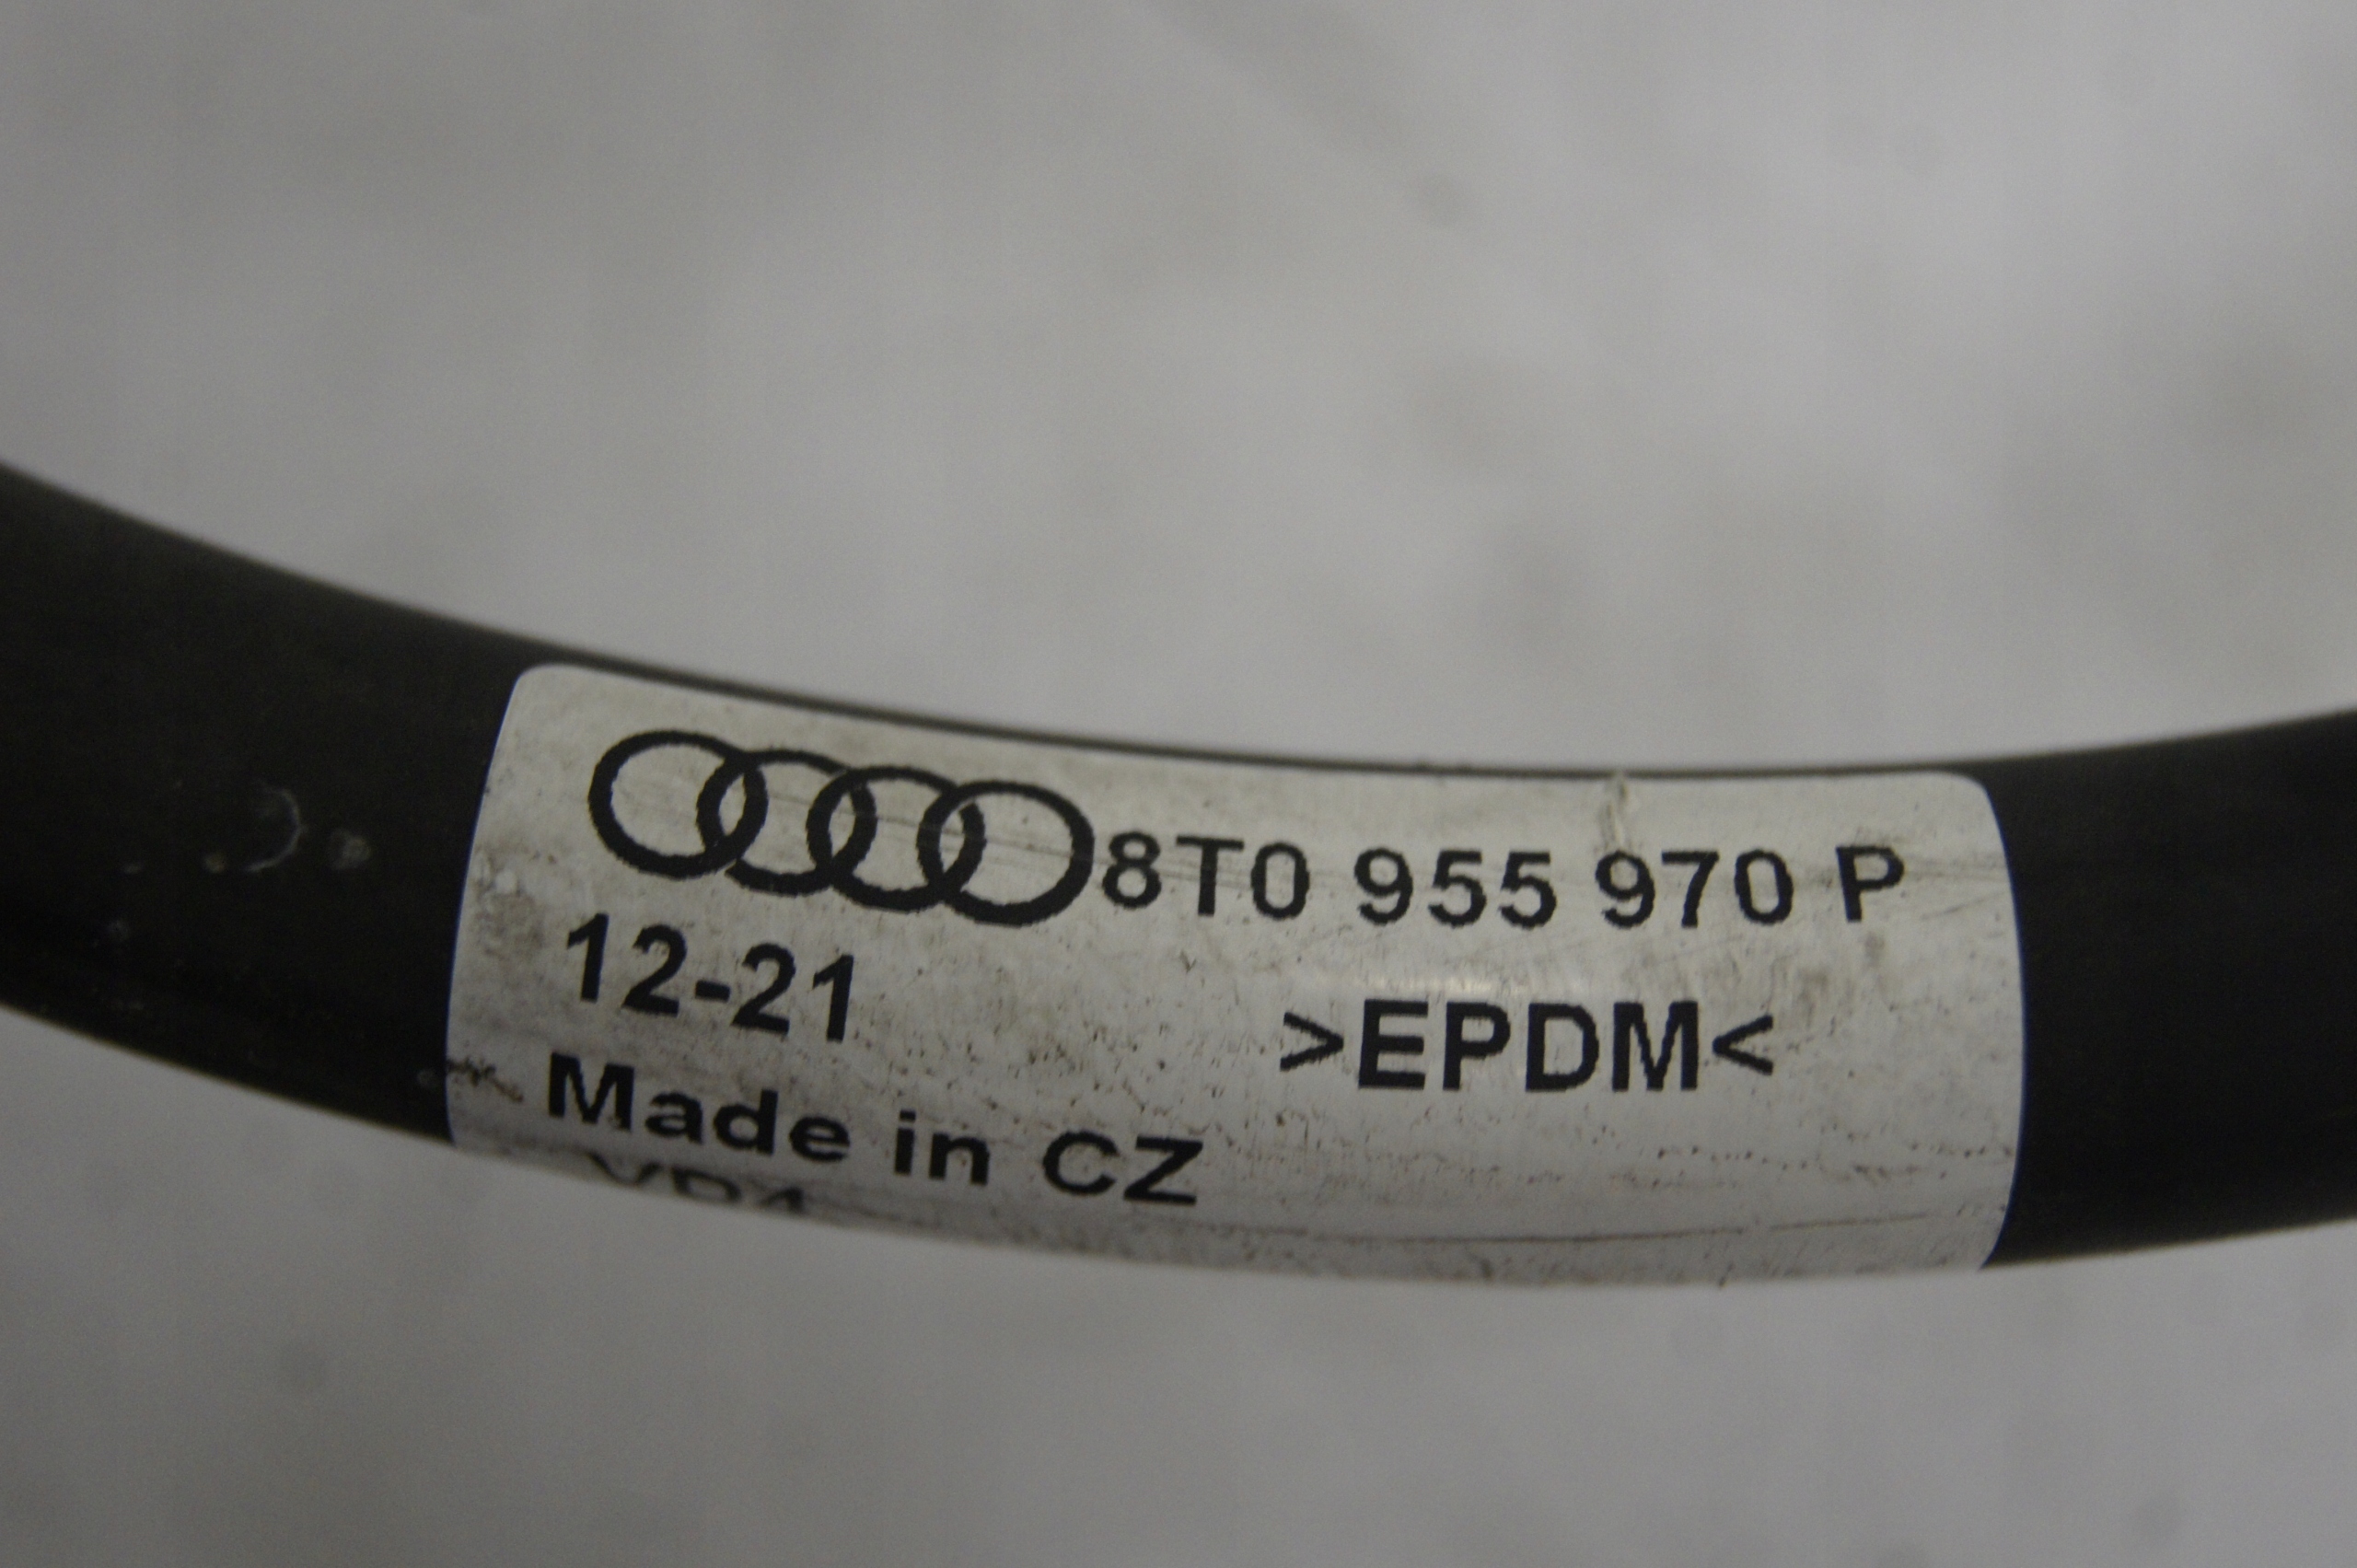 8T0 955 970 P
12-21 >EPDM<
Made in CZ